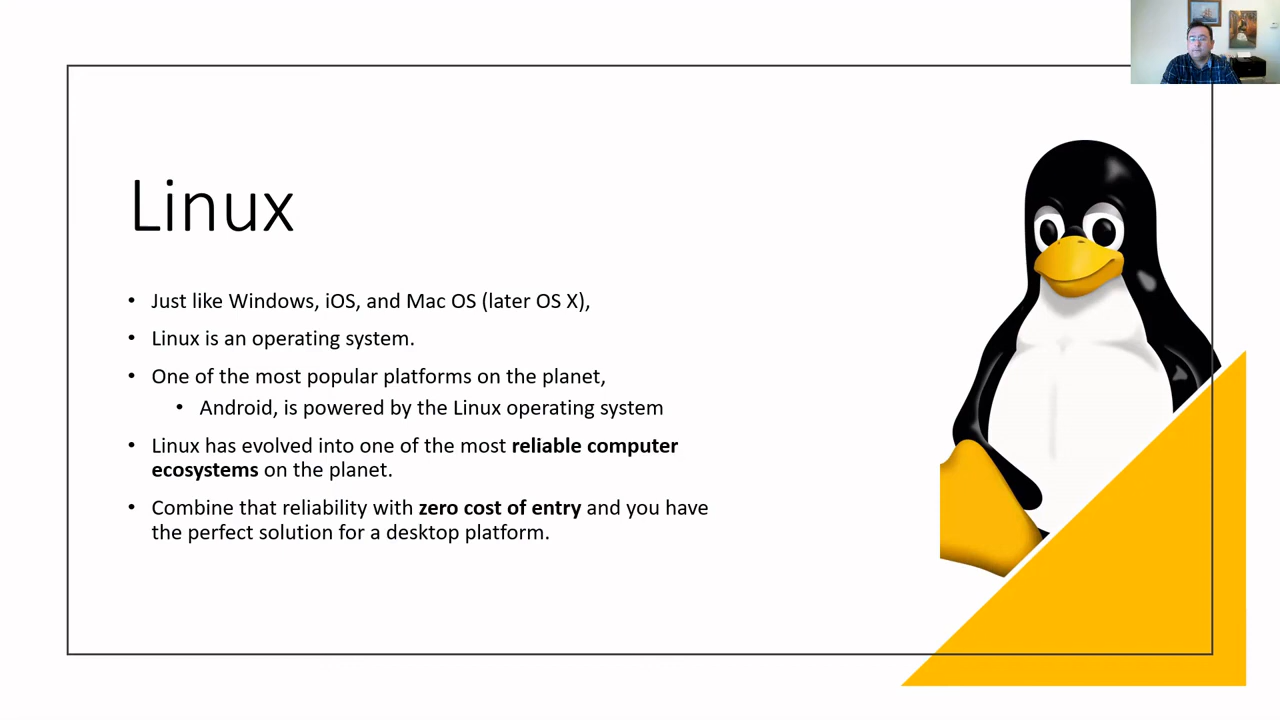 Linux
• Just like Windows, iOS, and Mac OS (later OS X),
• Linux is an operating system.
• One of the most popular platforms on the planet,
• Android, is powered by the Linux operating system
• Linux has evolved into one of the most reliable computer
ecosystems on the planet.
• Combine that reliability with zero cost of entry and you have
the perfect solution for a desktop platform.